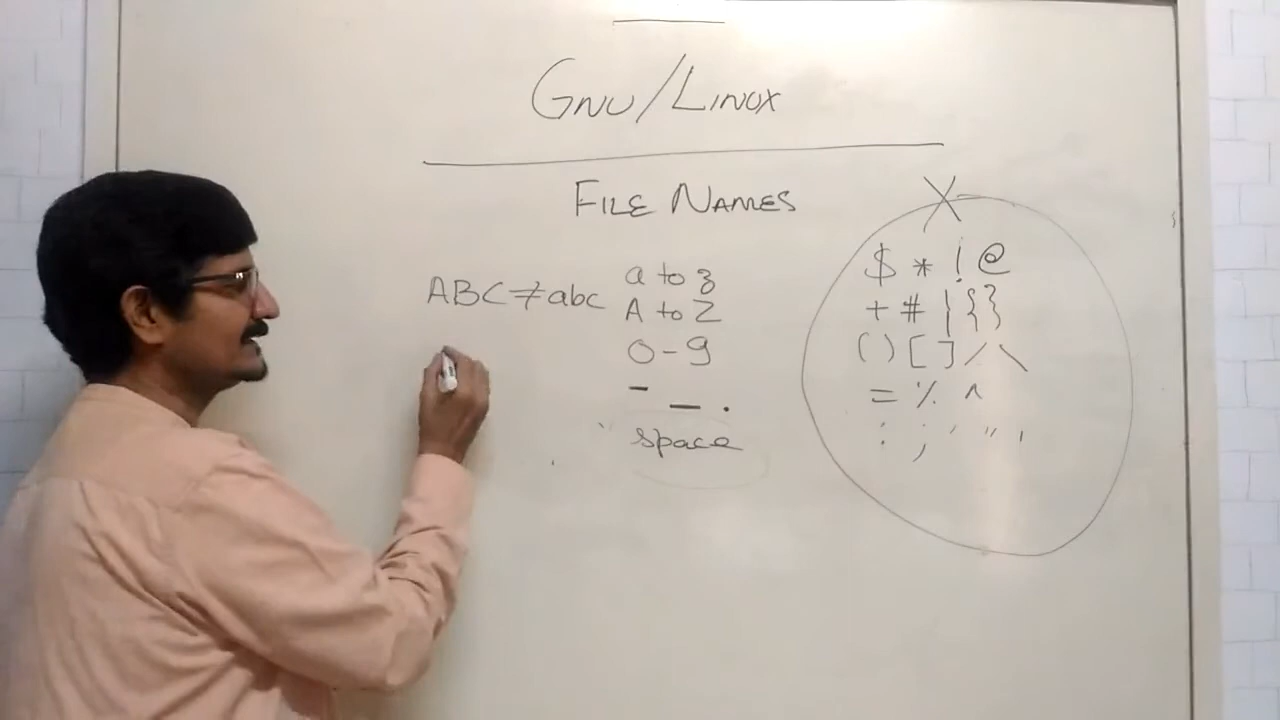 GNU/LINUX
FILE NAMES
ABC≠abc
a to z
A to Z
0-9
-
_ .
space
X
$ * ! @
+ # | { }
( ) [ ] / \
= % ^
: ; ' " '